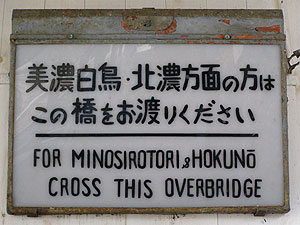 美濃白鳥・北濃方面の方は
この橋をお渡りください
FOR MINOSIROTORI & HOKUNŌ
CROSS THIS OVERBRIDGE